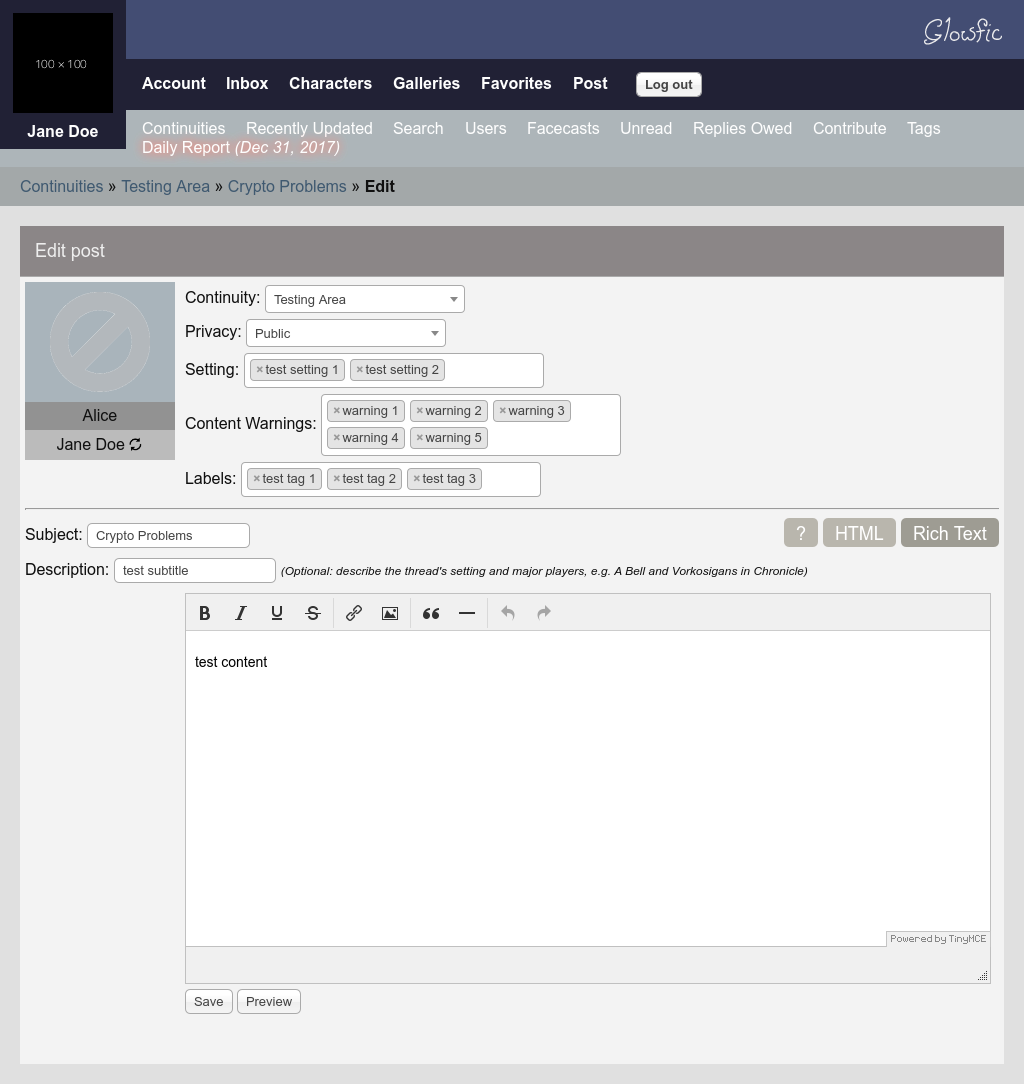 100 × 100
Glowfic
Account Inbox Characters Galleries Favorites Post Log out
Jane Doe
Continuities Recently Updated Search Users Facecasts Unread Replies Owed Contribute Tags
Daily Report (Dec 31, 2017)
Continuities » Testing Area » Crypto Problems » Edit
Edit post
Continuity: Testing Area
Privacy: Public
Setting: ×test setting 1 ×test setting 2
Content Warnings: ×warning 1 ×warning 2 ×warning 3
×warning 4 ×warning 5
Alice
Jane Doe
Labels: ×test tag 1 ×test tag 2 ×test tag 3
Subject: Crypto Problems
? HTML Rich Text
Description: test subtitle (Optional: describe the thread's setting and major players, e.g. A Bell and Vorkosigans in Chronicle)
B I U S
test content
Powered by TinyMCE
Save Preview